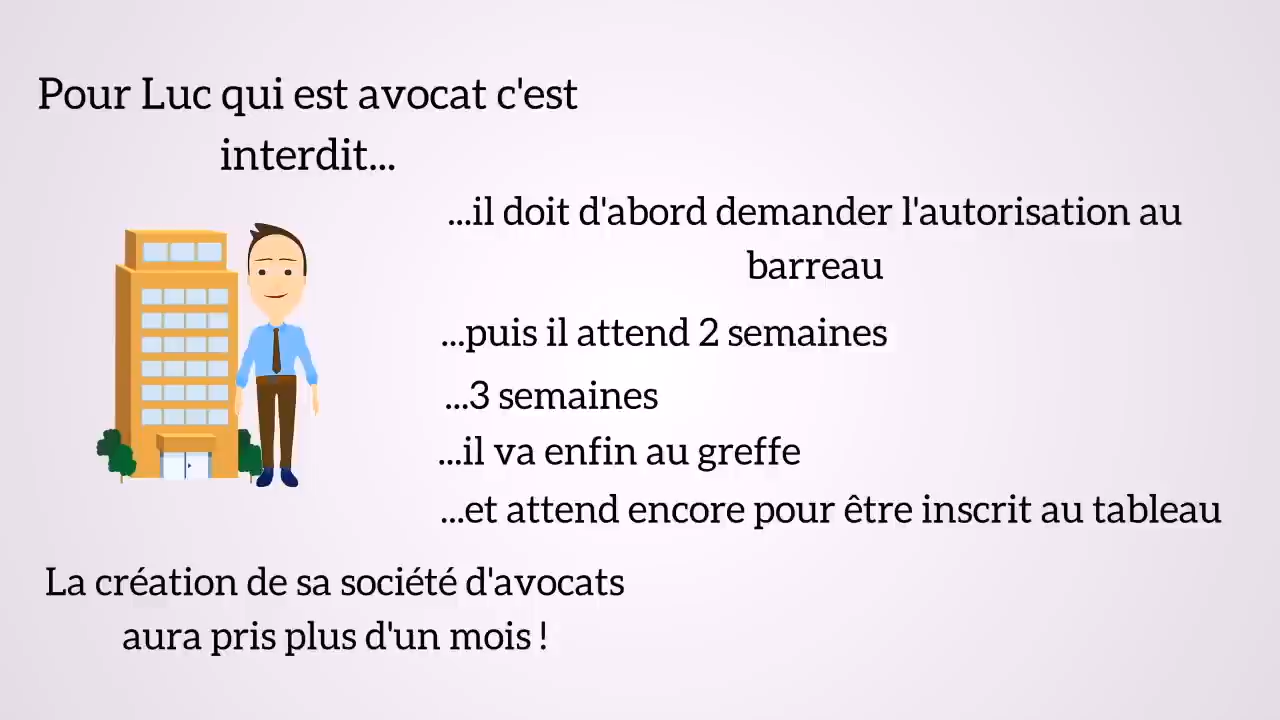 Pour Luc qui est avocat c'est
interdit...
...il doit d'abord demander l'autorisation au
barreau
...puis il attend 2 semaines
...3 semaines
...il va enfin au greffe
...et attend encore pour être inscrit au tableau
La création de sa société d'avocats
aura pris plus d'un mois !